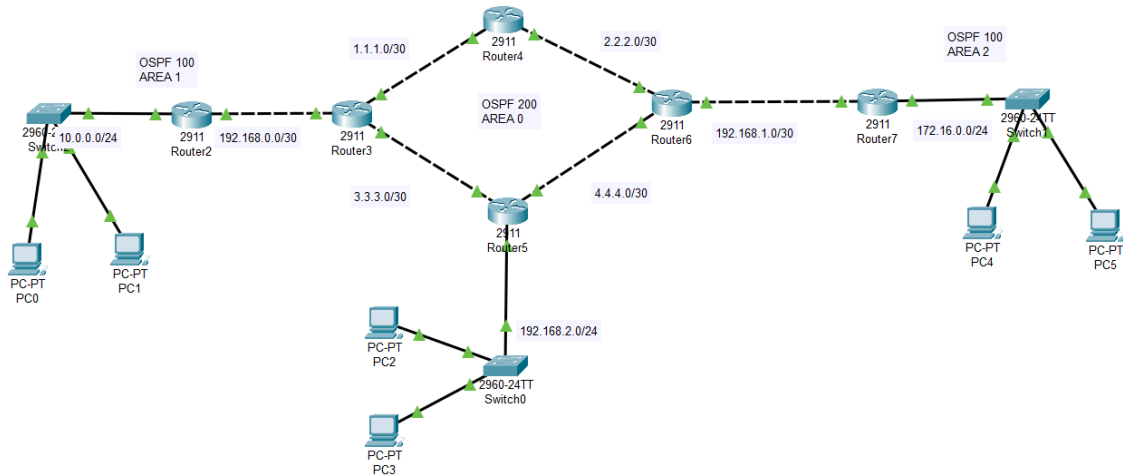 2911
Router4
1.1.1.0/30
2.2.2.0/30
OSPF 100
AREA 1
OSPF 100
AREA 2
OSPF 200
AREA 0
10.0.0.0/24
2911
Router2
192.168.0.0/30
2911
Router3
2911
Router6
192.168.1.0/30
2911
Router7
172.16.0.0/24
2960-24TT
Switch1
3.3.3.0/30
4.4.4.0/30
2911
Router5
PC-PT
PC0
PC-PT
PC1
PC-PT
PC4
PC-PT
PC5
192.168.2.0/24
PC-PT
PC2
2960-24TT
Switch0
PC-PT
PC3